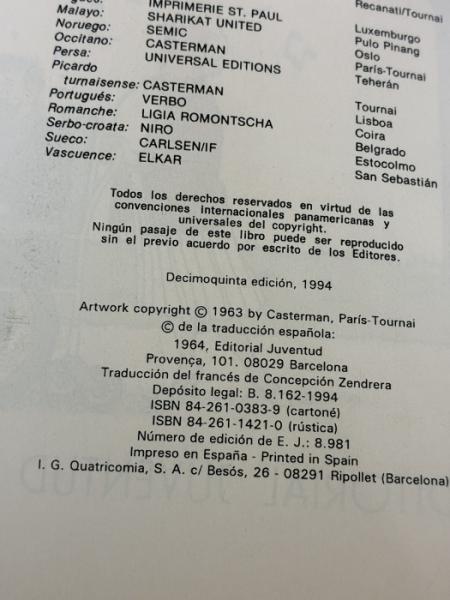 IMPRIMERIE ST. PAUL Recanati/Tournai
Malayo: SHARIKAT UNITED Luxemburgo
Noruego: SEMIC Pulo Pinang
Occitano: CASTERMAN Oslo
Persa: UNIVERSAL EDITIONS París-Tournai
Picardo Teherán
turnaisense: CASTERMAN
Portugués: VERBO Tournai
Romanche: LIGIA ROMONTSCHA Lisboa
Serbo-croata: NIRO Coira
Sueco: CARLSEN/IF Belgrado
Vascuence: ELKAR Estocolmo
San Sebastián
Todos los derechos reservados en virtud de las
convenciones internacionales panamericanas y
universales del copyright.
Ningún pasaje de este libro puede ser reproducido
sin el previo acuerdo por escrito de los Editores.
Decimoquinta edición, 1994
Artwork copyright © 1963 by Casterman, París-Tournai
© de la traducción española:
1964, Editorial Juventud
Provença, 101. 08029 Barcelona
Traducción del francés de Concepción Zendrera
Depósito legal: B. 8.162-1994
ISBN 84-261-0383-9 (cartoné)
ISBN 84-261-1421-0 (rústica)
Número de edición de E. J.: 8.981
Impreso en España - Printed in Spain
I. G. Quatricomia, S. A. c/ Besós, 26 - 08291 Ripollet (Barcelona)